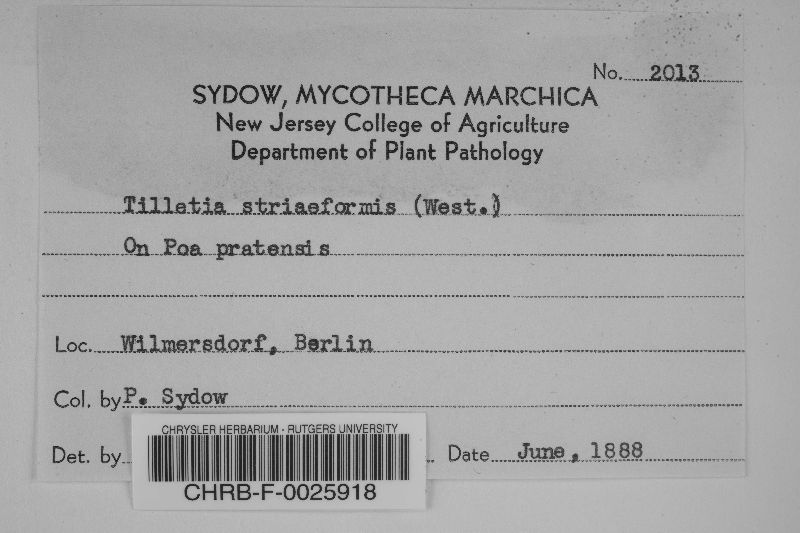 No. 2013
SYDOW, MYCOTHECA MARCHICA
New Jersey College of Agriculture
Department of Plant Pathology
Tilletia striaeformis (West.)
On Poa pratensis
Loc. Wilmersdorf, Berlin
Col. by P. Sydow
Det. by Date June, 1888
CHRYSLER HERBARIUM - RUTGERS UNIVERSITY
CHRB-F-0025918